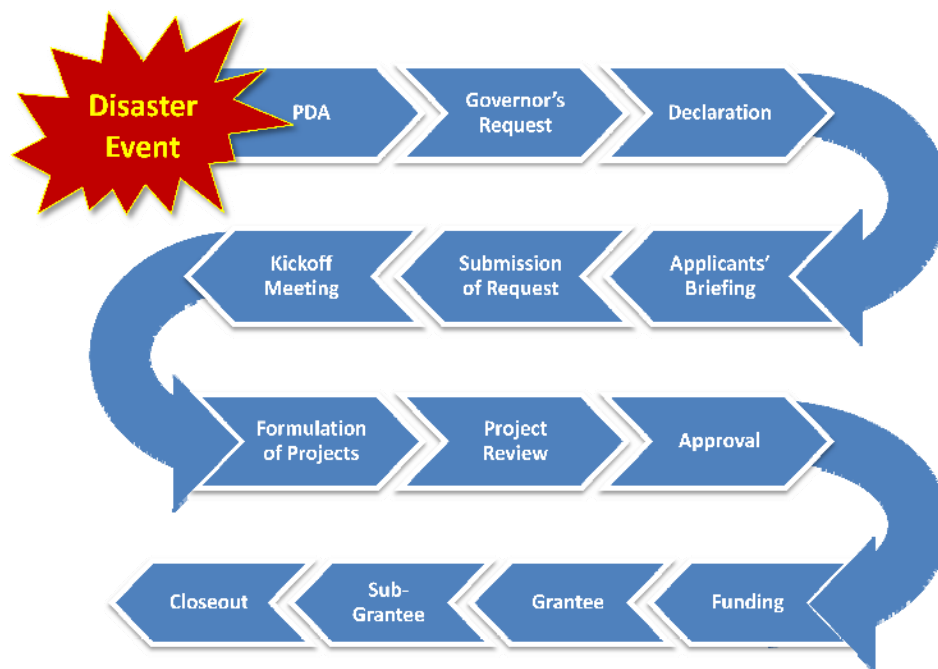 Disaster
Event
PDA
Governor's
Request
Declaration
Applicants'
Briefing
Submission
of Request
Kickoff
Meeting
Formulation
of Projects
Project
Review
Approval
Funding
Grantee
Sub-
Grantee
Closeout